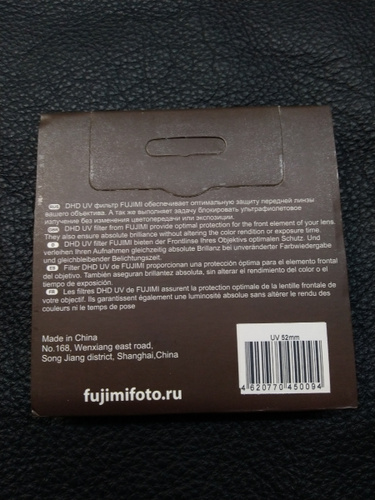 RUS DHD UV фильтр FUJIMI обеспечивает оптимальную защиту передней линзы
вашего объектива. А так же выполняет задачу блокировать ультрафиолетовое
излучение без изменения цветопередачи или экспозиции.
DHD UV filter from FUJIMI provide optimal protection for the front element of your lens.
They also ensure absolute brilliance without altering the color rendition or exposure time.
D DHD UV filter FUJIMI bieten der Frontlinse Ihres Objektivs optimalen Schutz. Und
verleihen Ihren Aufnahmen gleichzeitig absolute Brillanz bei unveränderter Farbwiedergabe
und gleichbleibender Belichtungszeit.
Filter DHD UV de FUJIMI proporcionan una protección óptima para el elemento frontal
del objetivo. También aseguran brillantez absoluta, sin alterar el rendimiento del color o el
tiempo de exposición.
FR Les filtres DHD UV de FUJIMI assurent la protection optimale de la lentille frontale de
votre objectif. Ils garantissent également une luminosité absolue sans altérer le rendu des
couleurs ni le temps de pose
Made in China
No.168, Wenxiang east road,
Song Jiang district, Shanghai,China
UV 52mm
4 620770 450094
fujimifoto.ru